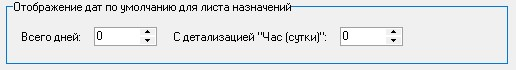 Отображение дат по умолчанию для листа назначений
Всего дней: 0 С детализацией "Час (сутки)": 0